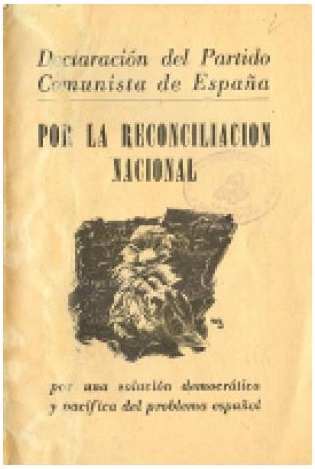 Declaración del Partido
Comunista de España
POR LA RECONCILIACION
NACIONAL
por una solución democrática
y pacífica del problema español